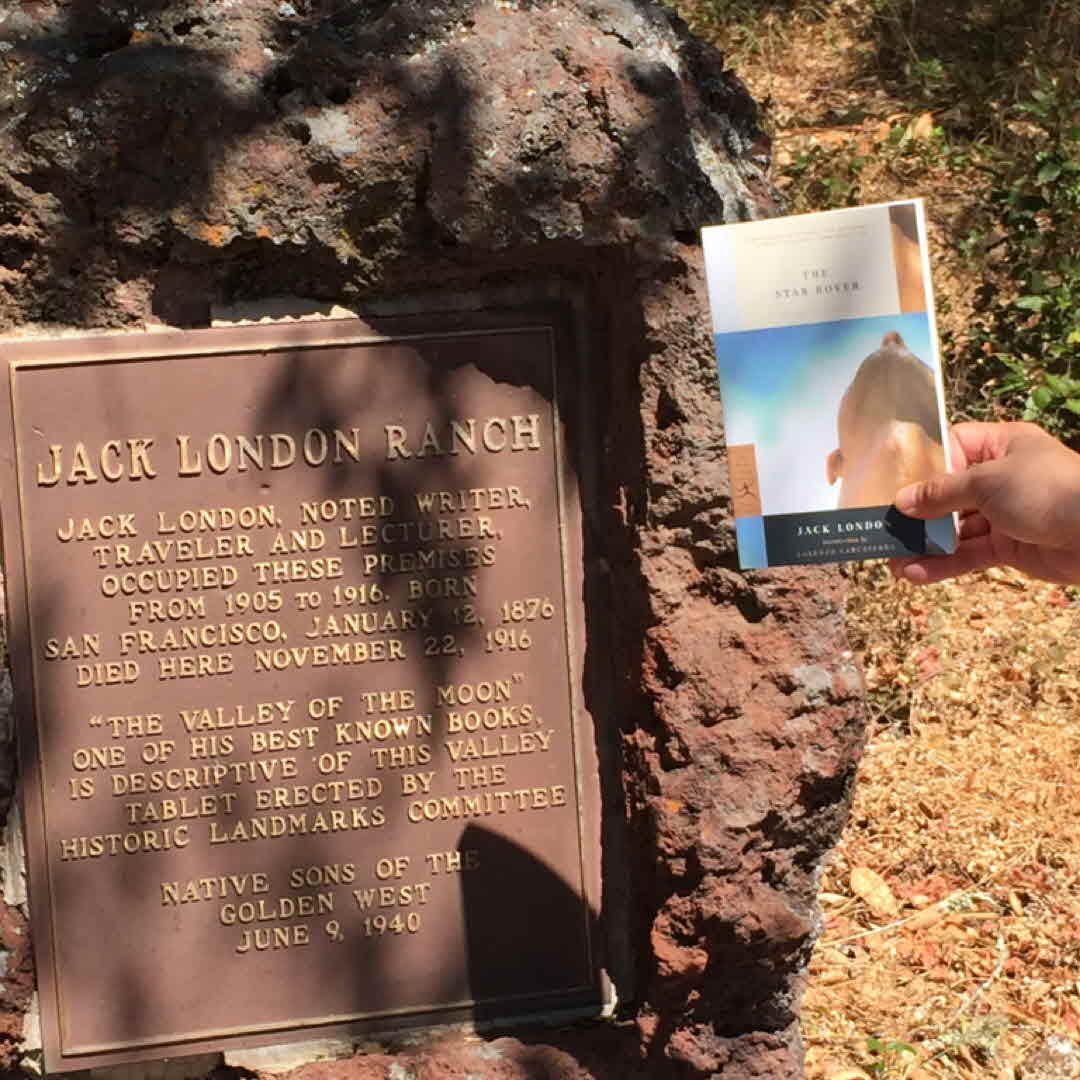 JACK LONDON RANCH
JACK LONDON, NOTED WRITER,
TRAVELER AND LECTURER,
OCCUPIED THESE PREMISES
FROM 1905 TO 1916. BORN
SAN FRANCISCO, JANUARY 12, 1876
DIED HERE NOVEMBER 22, 1916
"THE VALLEY OF THE MOON"
ONE OF HIS BEST KNOWN BOOKS,
IS DESCRIPTIVE OF THIS VALLEY
TABLET ERECTED BY THE
HISTORIC LANDMARKS COMMITTEE
NATIVE SONS OF THE
GOLDEN WEST
JUNE 9, 1940
THE
STAR ROVER
JACK LONDO